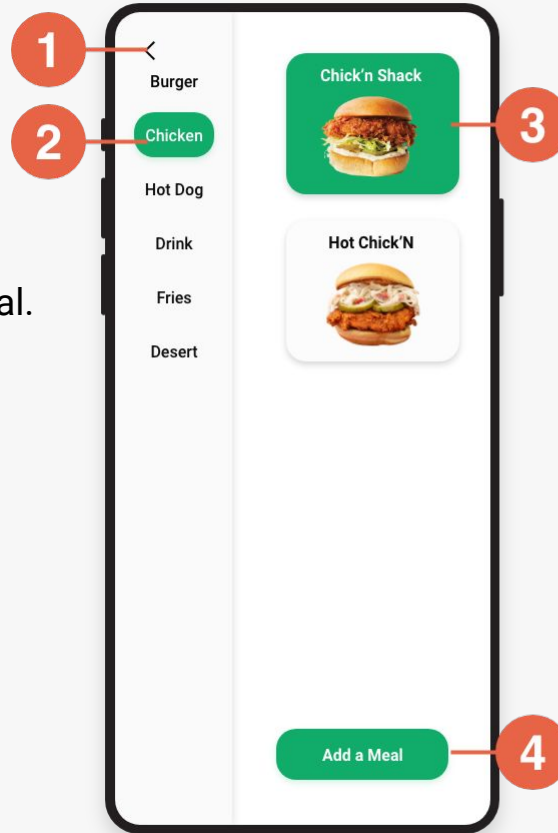 1
Burger
2
Chicken
Hot Dog
Drink
Fries
Desert
al.
Chick'n Shack
3
Hot Chick'N
Add a Meal
4